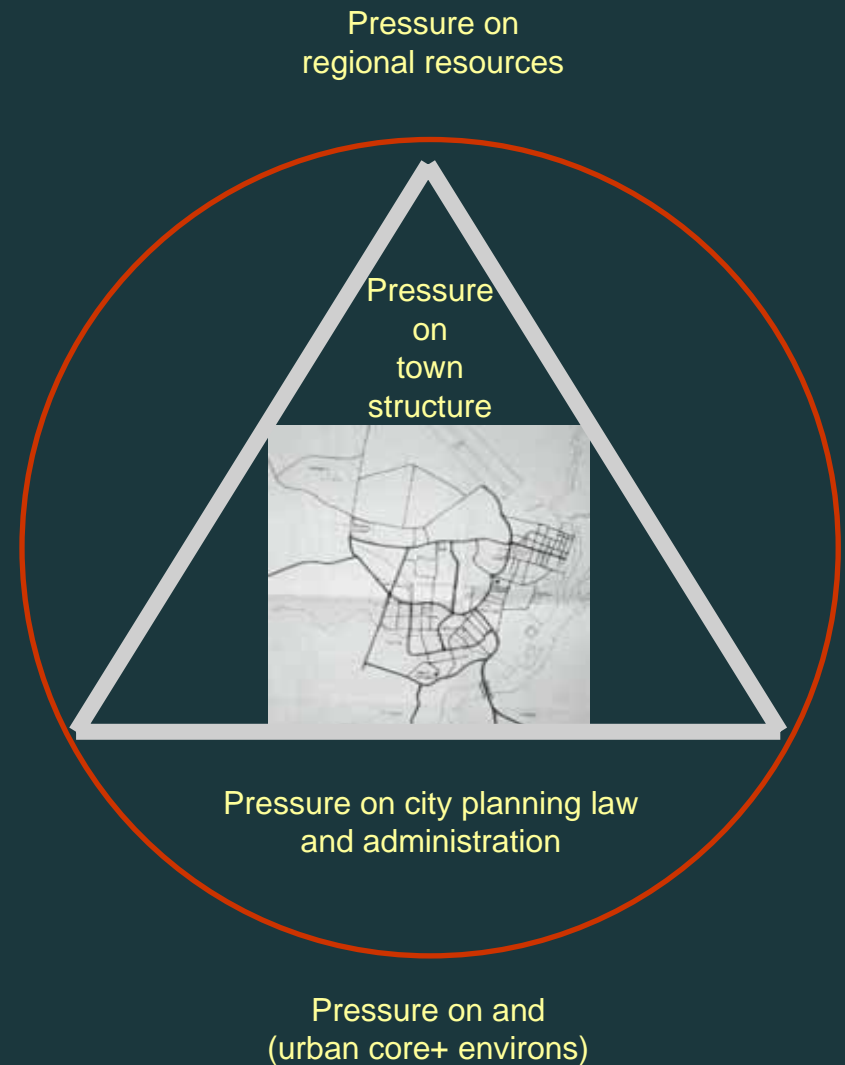 Pressure on
regional resources
Pressure
on
town
structure
Pressure on city planning law
and administration
Pressure on and
(urban core+ environs)